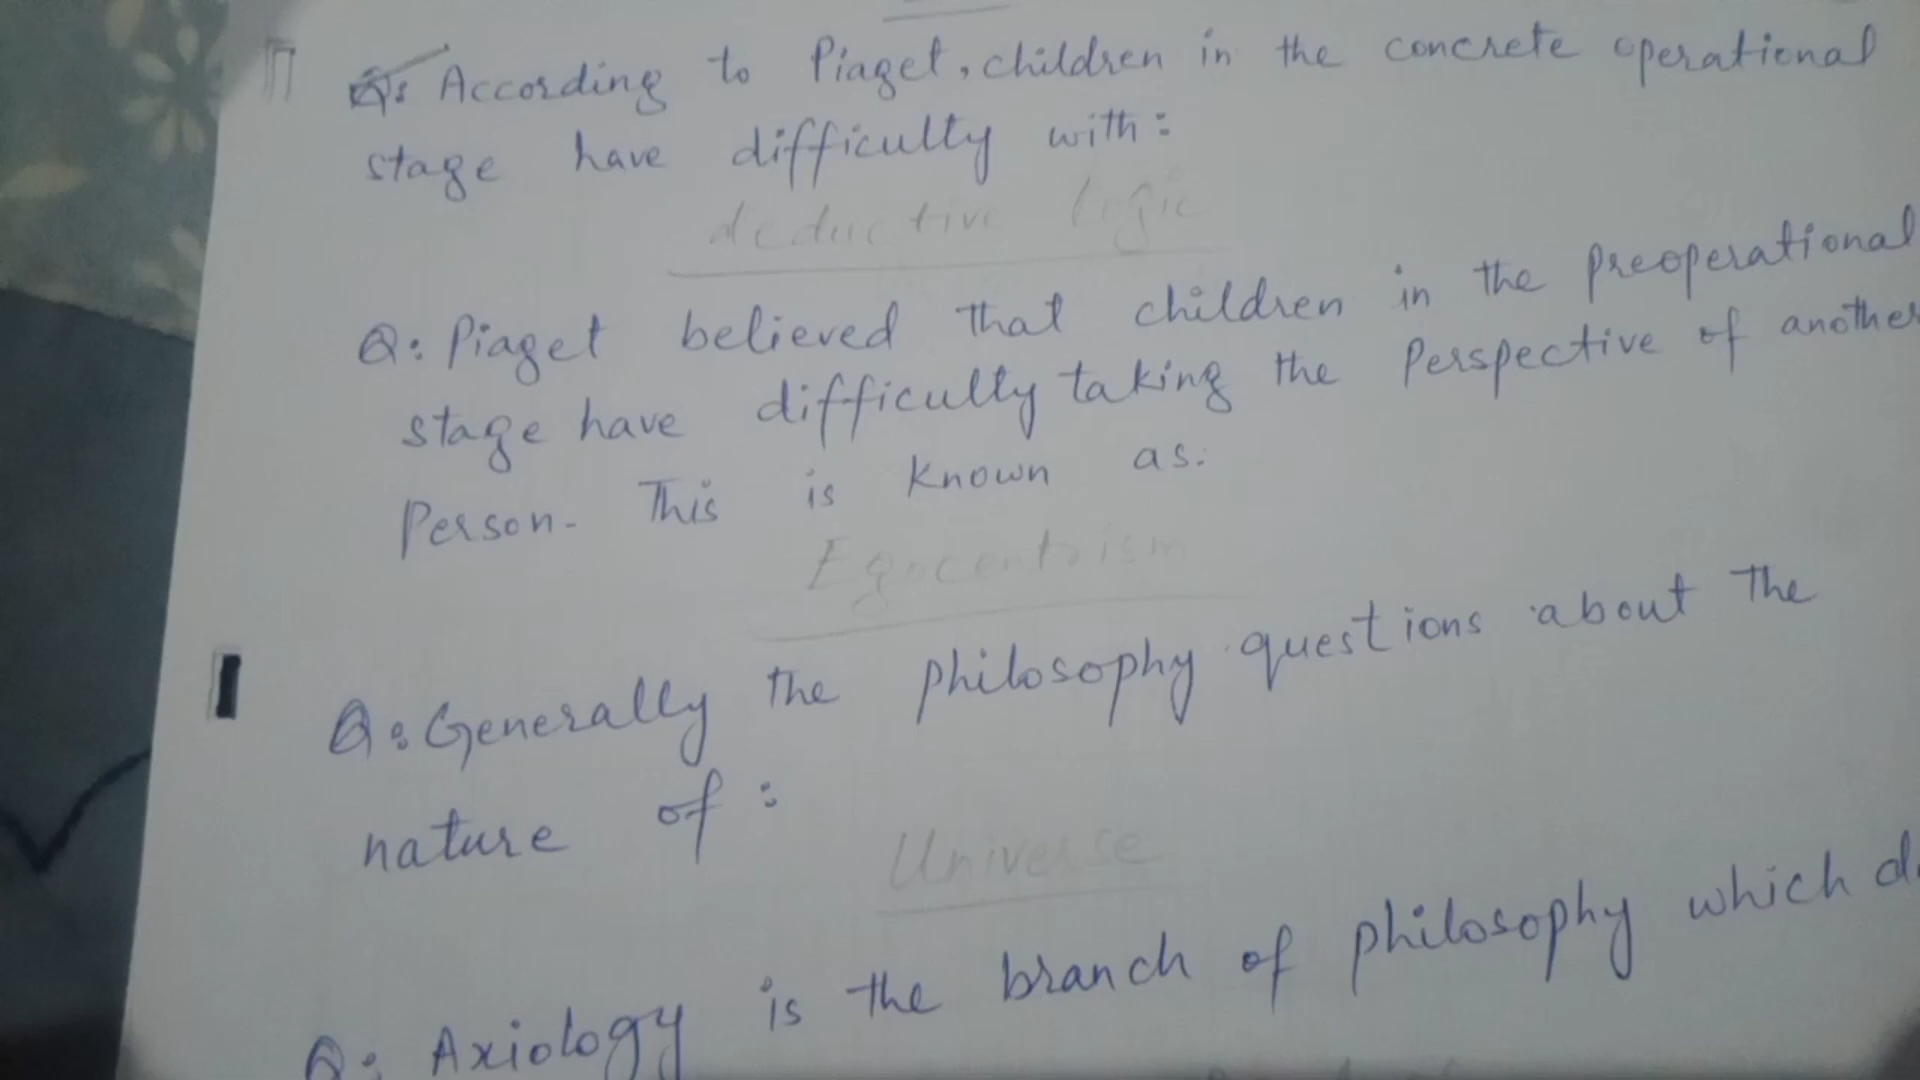 Q: According to Piaget, children in the concrete operational
stage have difficulty with:
deductive logic
Q: Piaget believed that children in the preoperational
stage have difficulty taking the Perspective of another
Person. This is known as:
Egocentrism
Q: Generally the philosophy questions about the
nature of:
Universe
Q: Axiology is the branch of philosophy which